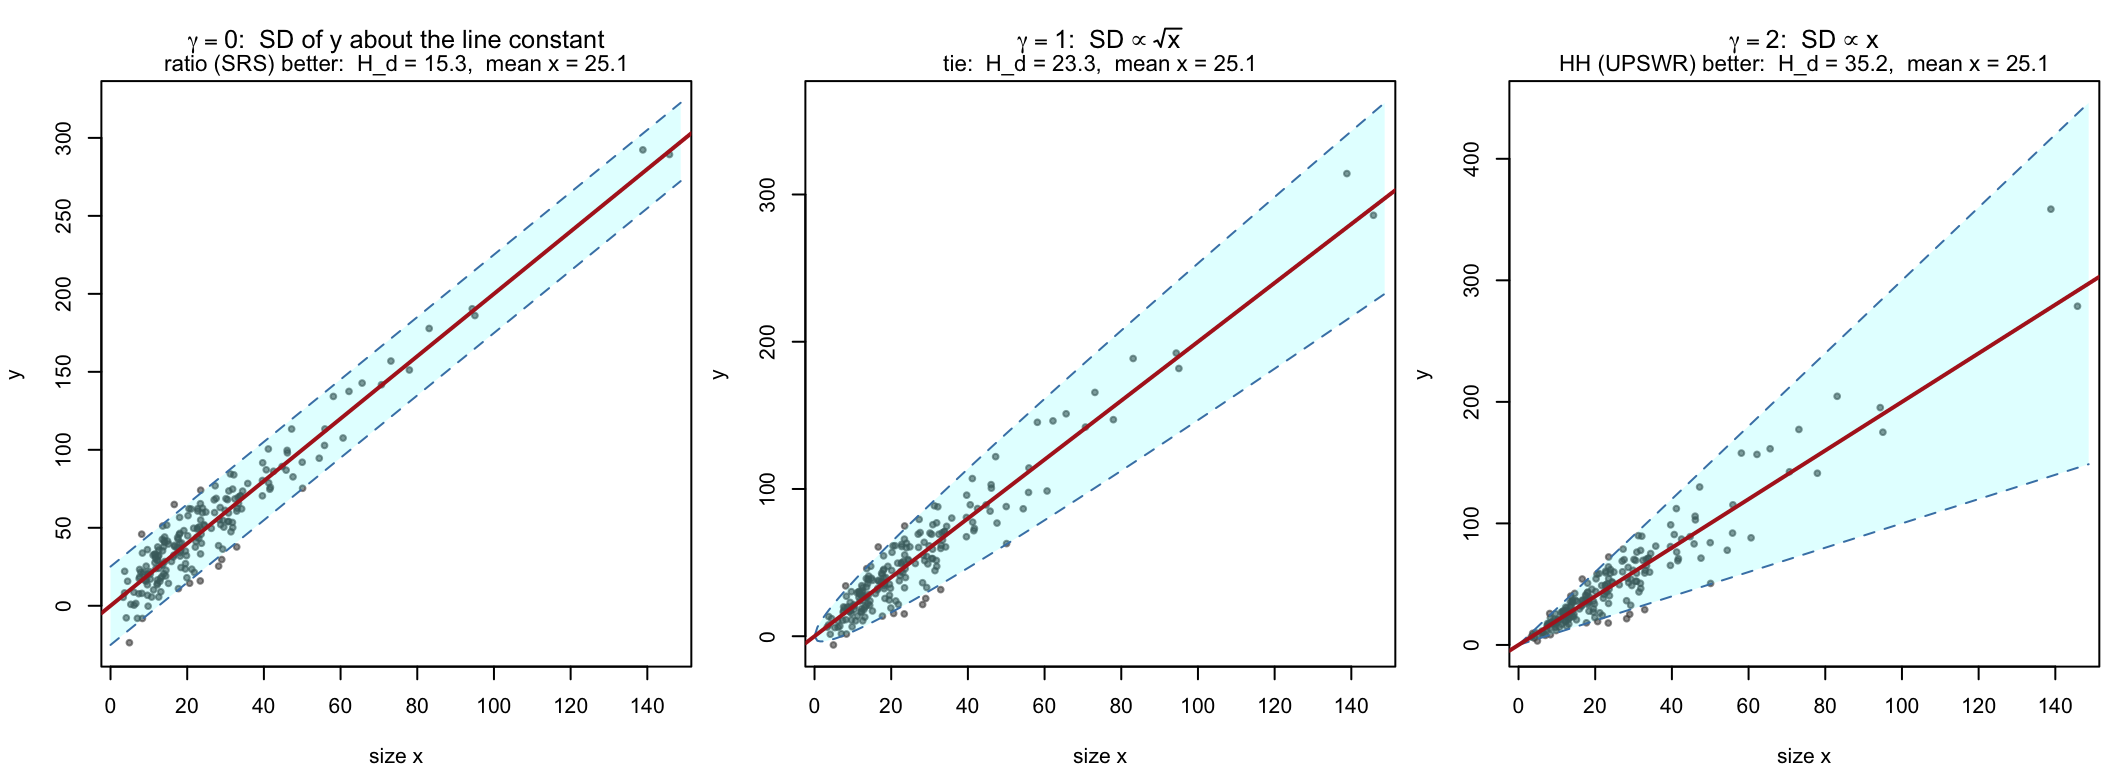 γ = 0:  SD of y about the line constant
ratio (SRS) better:  H_d = 15.3,  mean x = 25.1
300
250
200
150
100
50
0
y
0 20 40 60 80 100 120 140
size x
γ = 1:  SD ∝ √x
tie:  H_d = 23.3,  mean x = 25.1
300
200
100
0
y
0 20 40 60 80 100 120 140
size x
γ = 2:  SD ∝ x
HH (UPSWR) better:  H_d = 35.2,  mean x = 25.1
400
300
200
100
0
y
0 20 40 60 80 100 120 140
size x